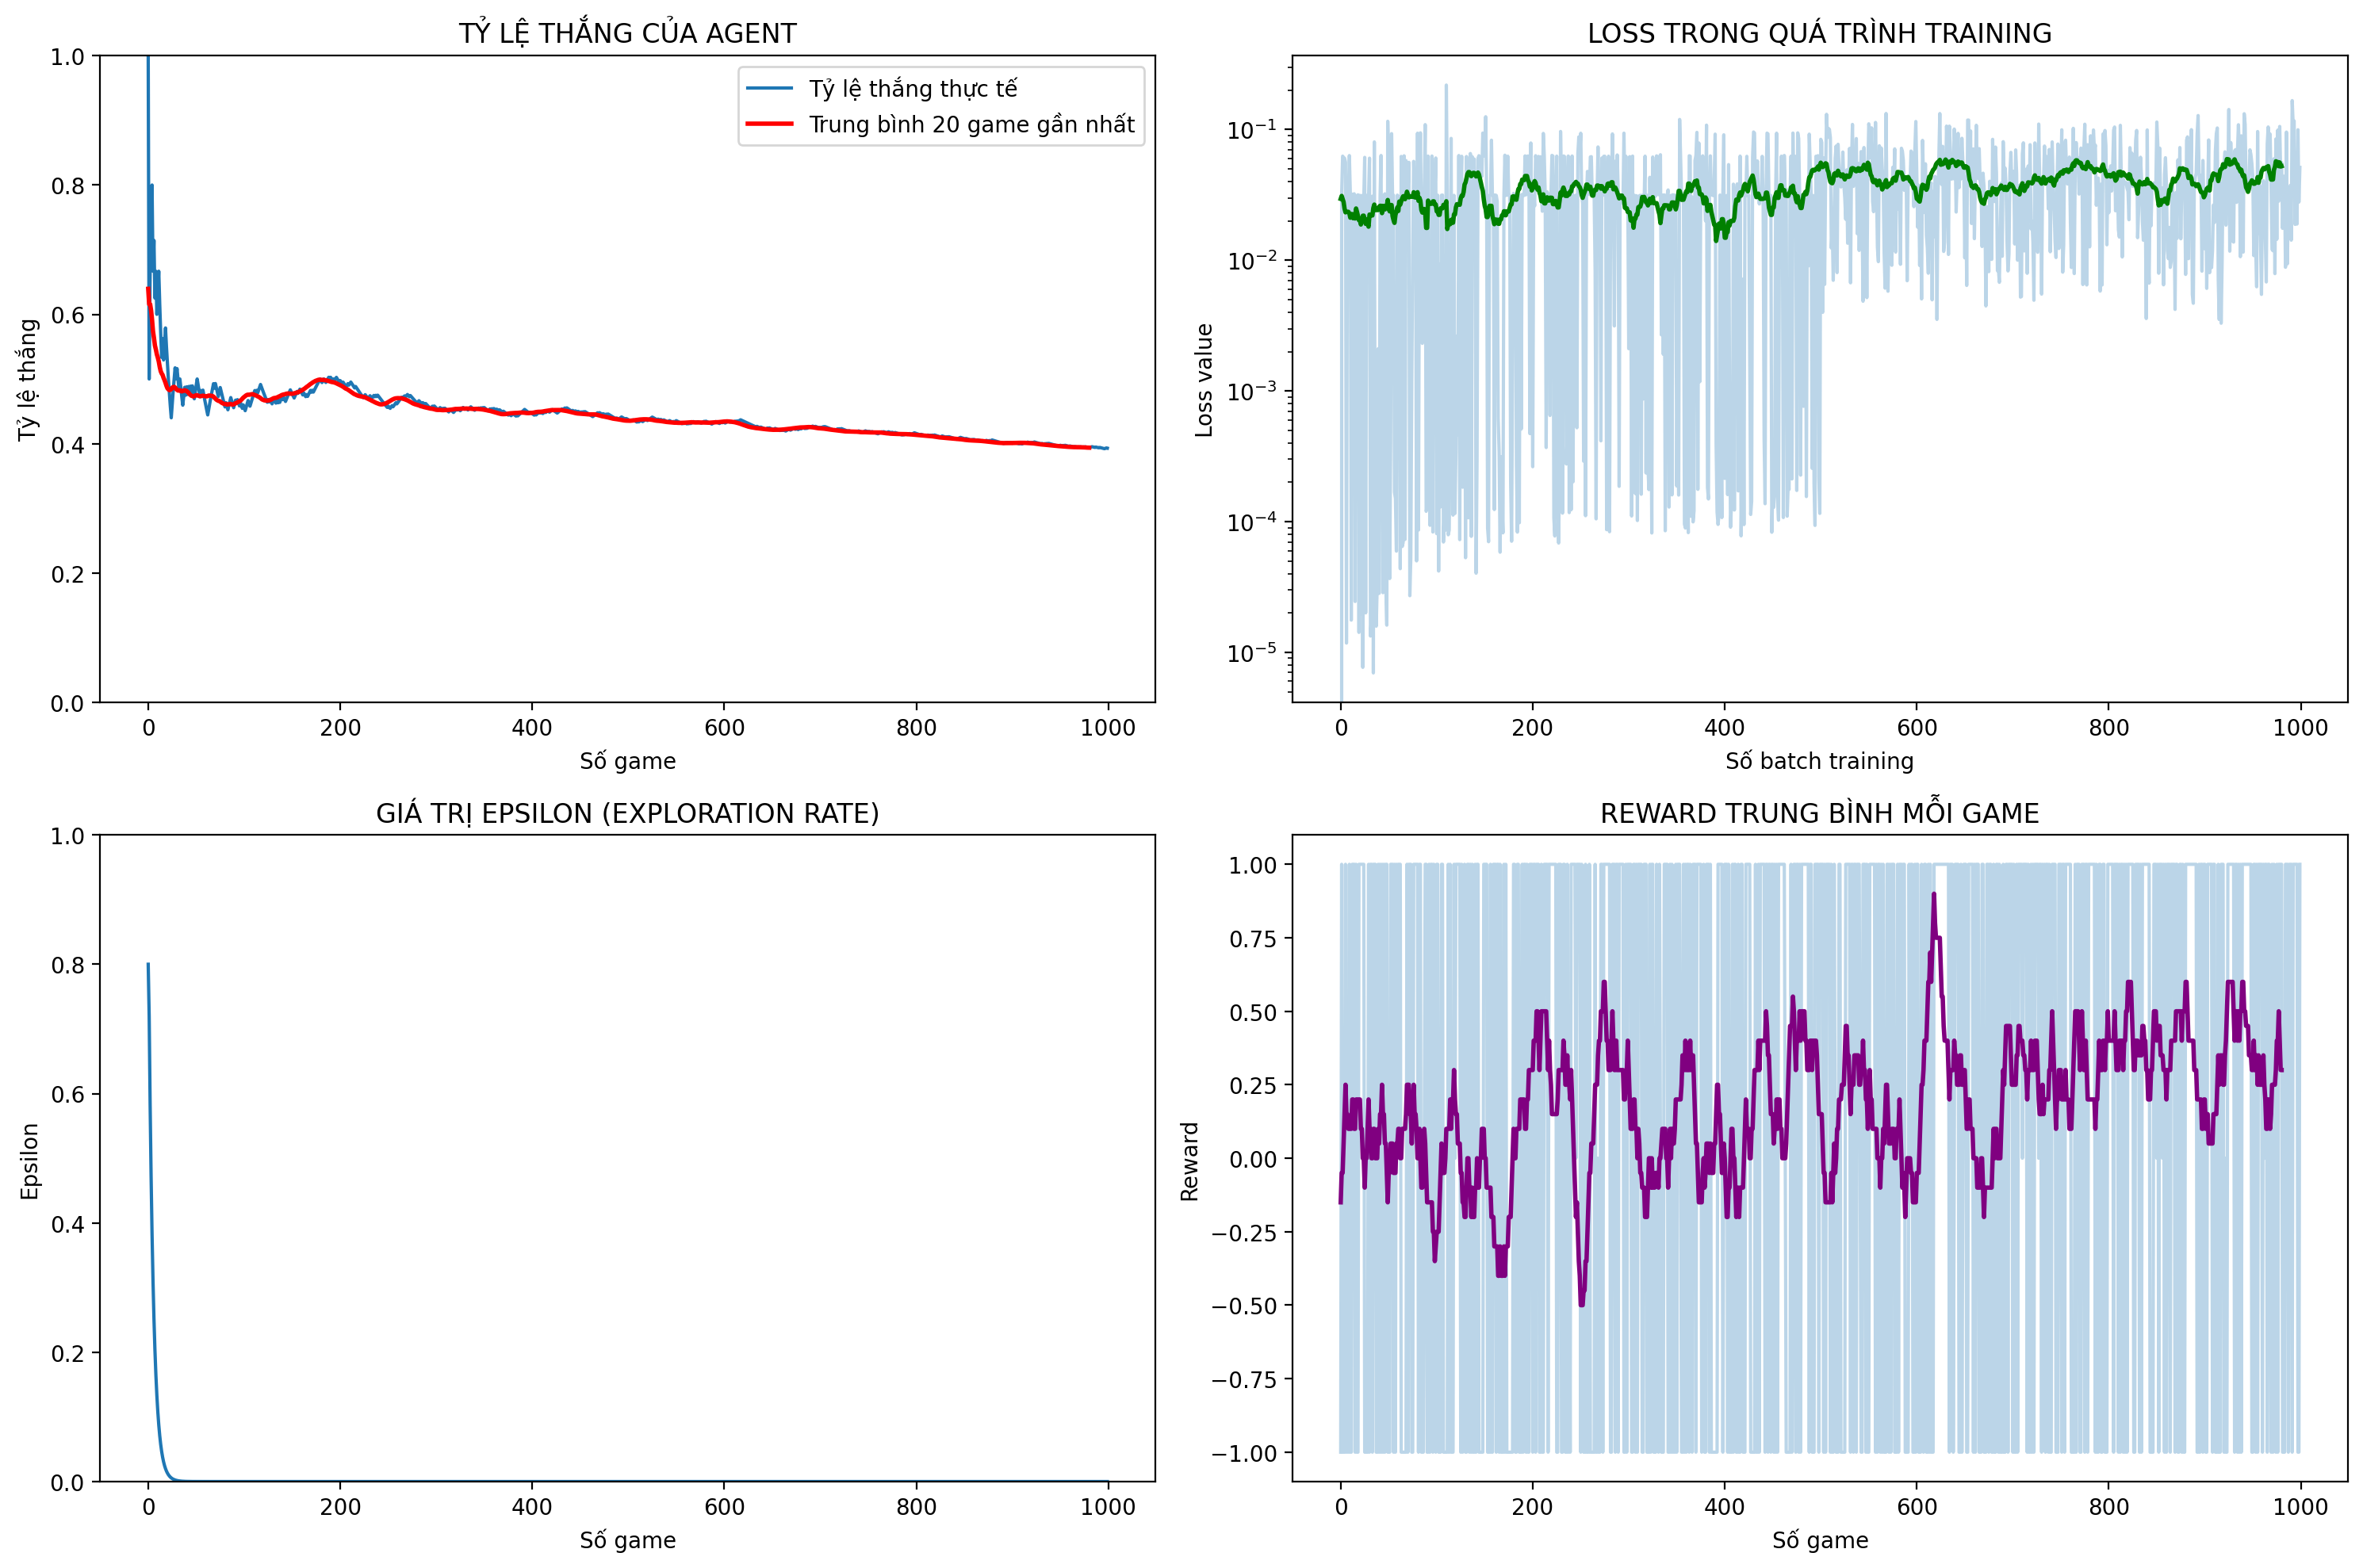 TỶ LỆ THẮNG CỦA AGENT
1.0
0.8
0.6
0.4
0.2
0.0
Tỷ lệ thắng
Tỷ lệ thắng thực tế
Trung bình 20 game gần nhất
0 200 400 600 800 1000
Số game
LOSS TRONG QUÁ TRÌNH TRAINING
10⁻¹
10⁻²
10⁻³
10⁻⁴
10⁻⁵
Loss value
0 200 400 600 800 1000
Số batch training
GIÁ TRỊ EPSILON (EXPLORATION RATE)
1.0
0.8
0.6
0.4
0.2
0.0
Epsilon
0 200 400 600 800 1000
Số game
REWARD TRUNG BÌNH MỖI GAME
1.00
0.75
0.50
0.25
0.00
−0.25
−0.50
−0.75
−1.00
Reward
0 200 400 600 800 1000
Số game